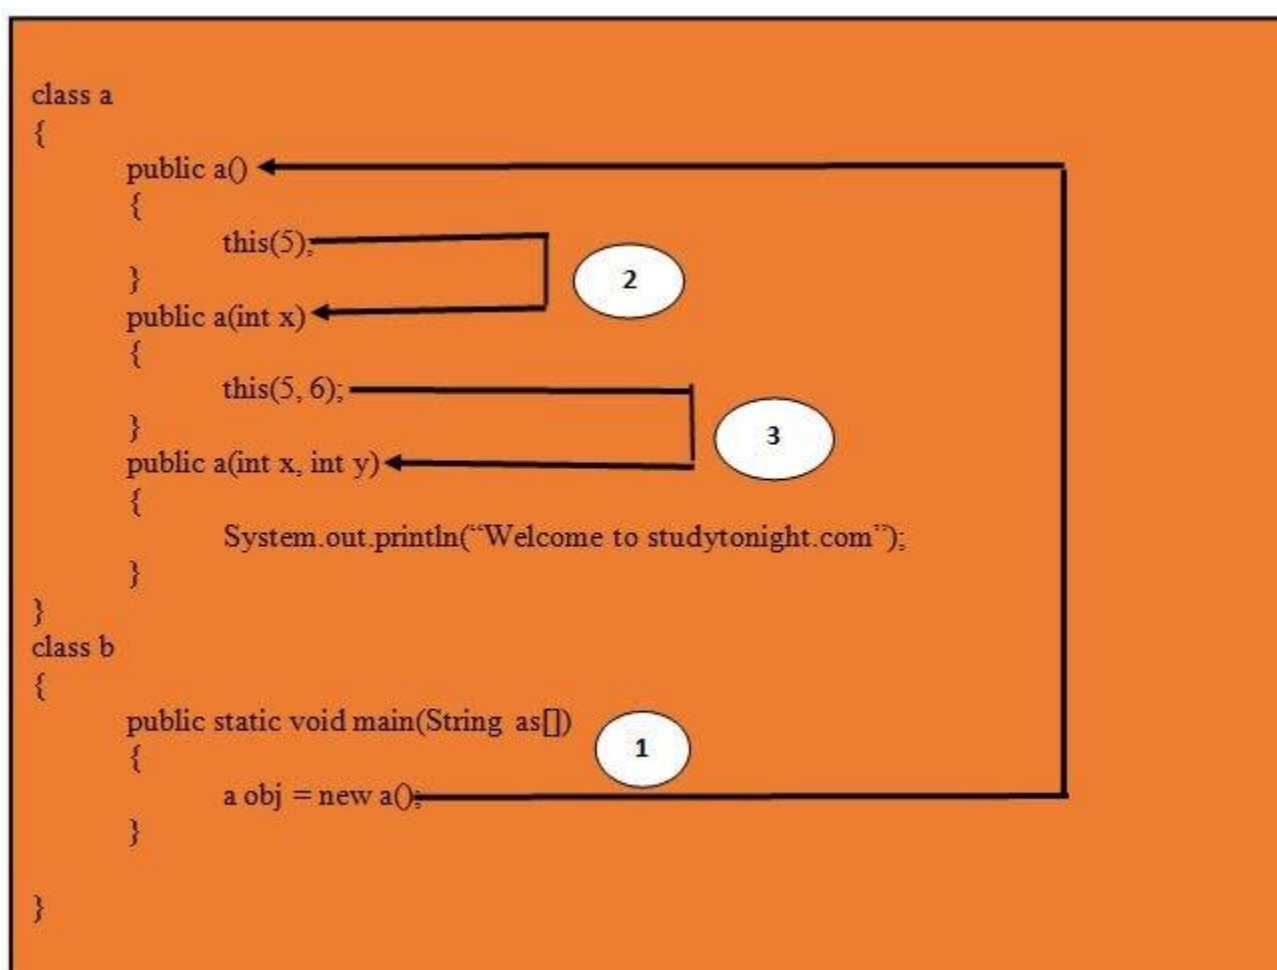 class a
{
public a()
{
this(5);
}
2
public a(int x)
{
this(5, 6);
}
3
public a(int x, int y)
{
System.out.println(“Welcome to studytonight.com”);
}
}
class b
{
public static void main(String as[])
1
{
a obj = new a();
}
}